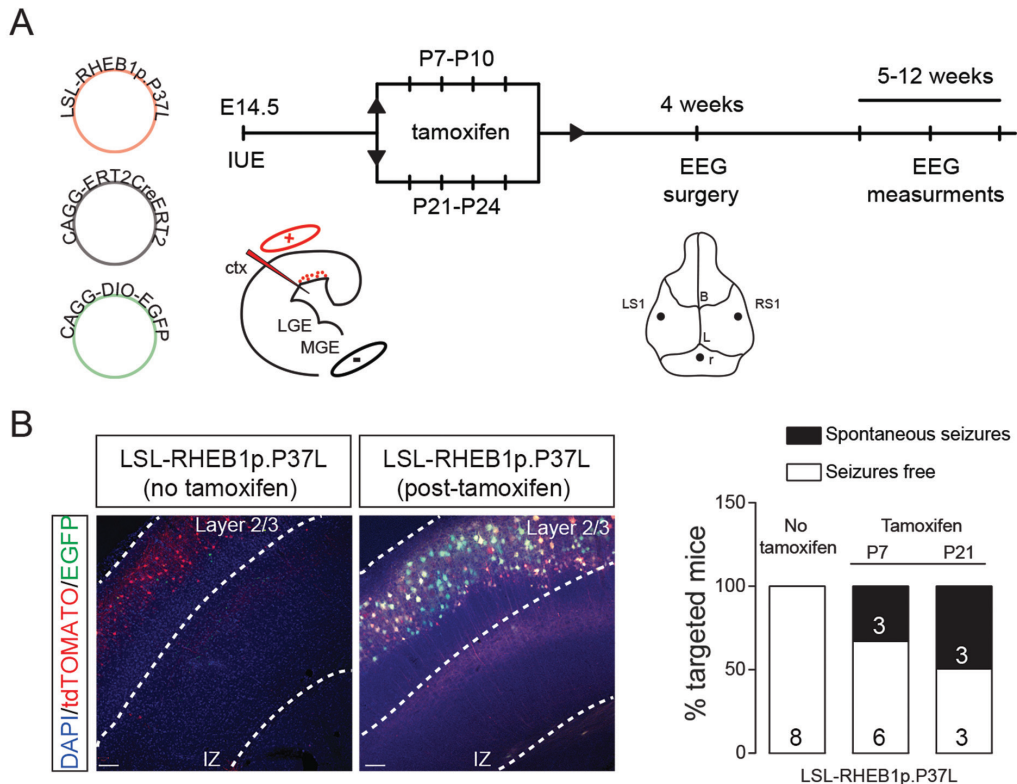 A
LSL-RHEB1p.P37L
CAGG-ERT2CreERT2
CAGG-DIO-EGFP
E14.5
IUE
P7-P10
tamoxifen
P21-P24
4 weeks
EEG
surgery
5-12 weeks
EEG
measurments
ctx
+
LGE
MGE
-
LS1
B
RS1
L
r
B
DAPI/tdTOMATO/EGFP
LSL-RHEB1p.P37L
(no tamoxifen)
Layer 2/3
IZ
LSL-RHEB1p.P37L
(post-tamoxifen)
Layer 2/3
IZ
Spontaneous seizures
Seizures free
% targeted mice
150
100
50
0
No
tamoxifen
Tamoxifen
P7
P21
3
3
8
6
3
LSL-RHEB1p.P37L